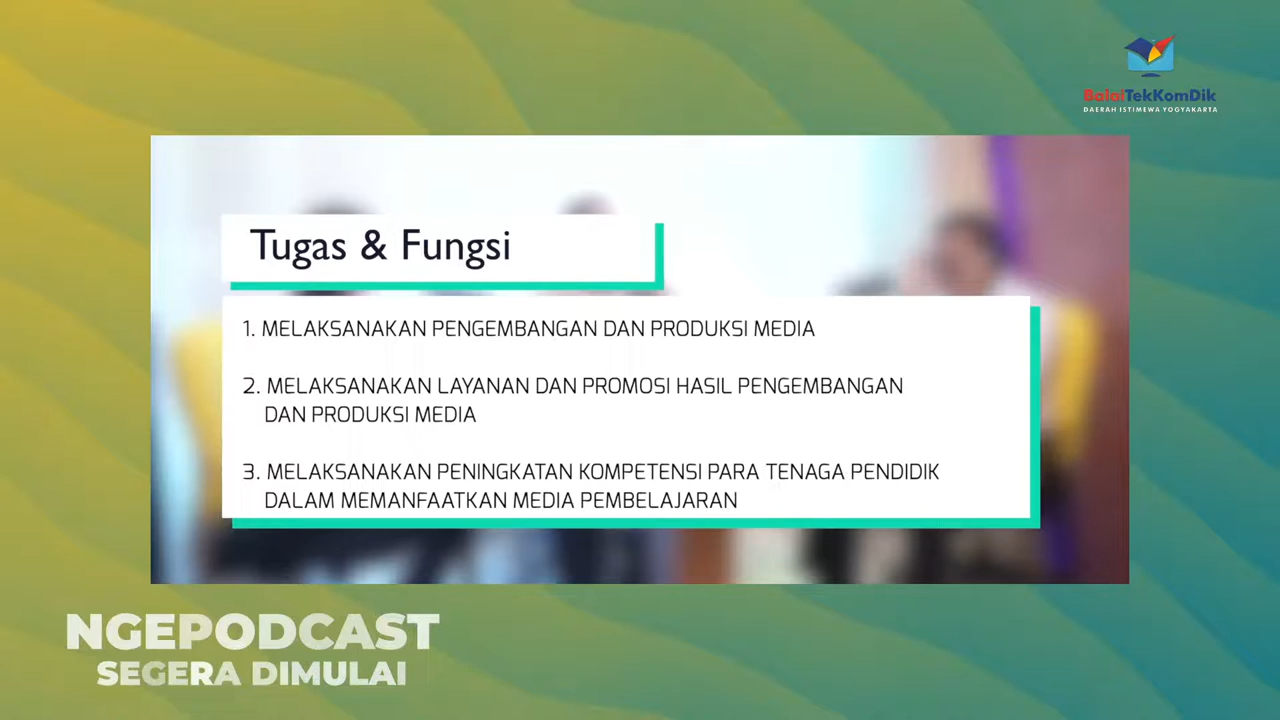 BalaiTekKomDik
DAERAH ISTIMEWA YOGYAKARTA
Tugas & Fungsi
1. MELAKSANAKAN PENGEMBANGAN DAN PRODUKSI MEDIA
2. MELAKSANAKAN LAYANAN DAN PROMOSI HASIL PENGEMBANGAN
DAN PRODUKSI MEDIA
3. MELAKSANAKAN PENINGKATAN KOMPETENSI PARA TENAGA PENDIDIK
DALAM MEMANFAATKAN MEDIA PEMBELAJARAN
NGEPODCAST
SEGERA DIMULAI